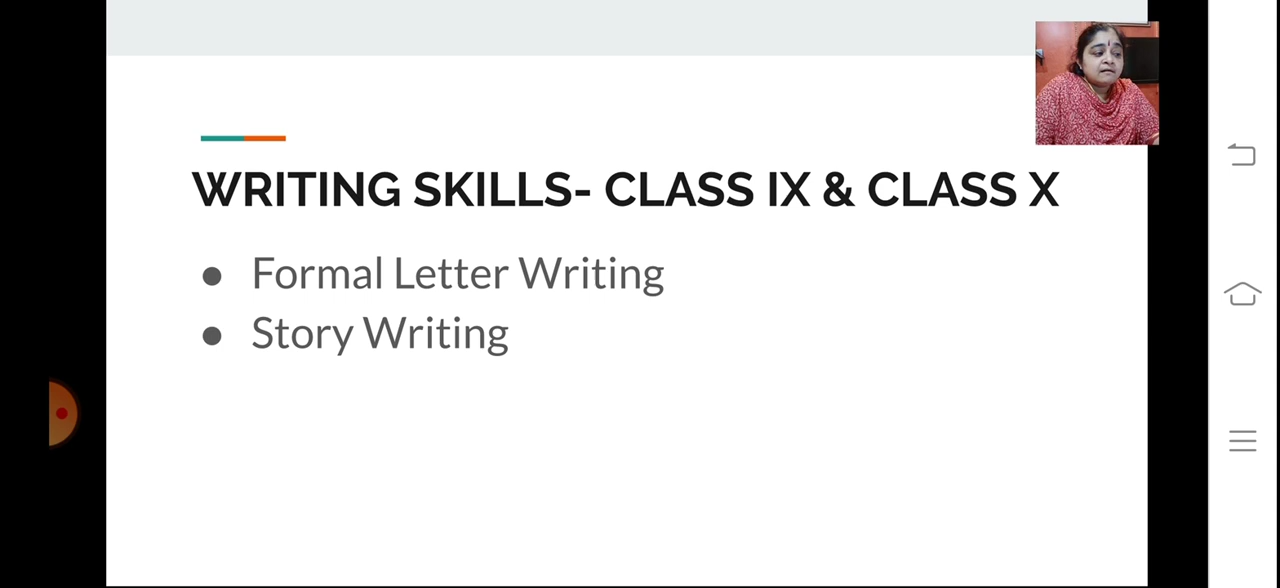 WRITING SKILLS- CLASS IX & CLASS X
● Formal Letter Writing
● Story Writing